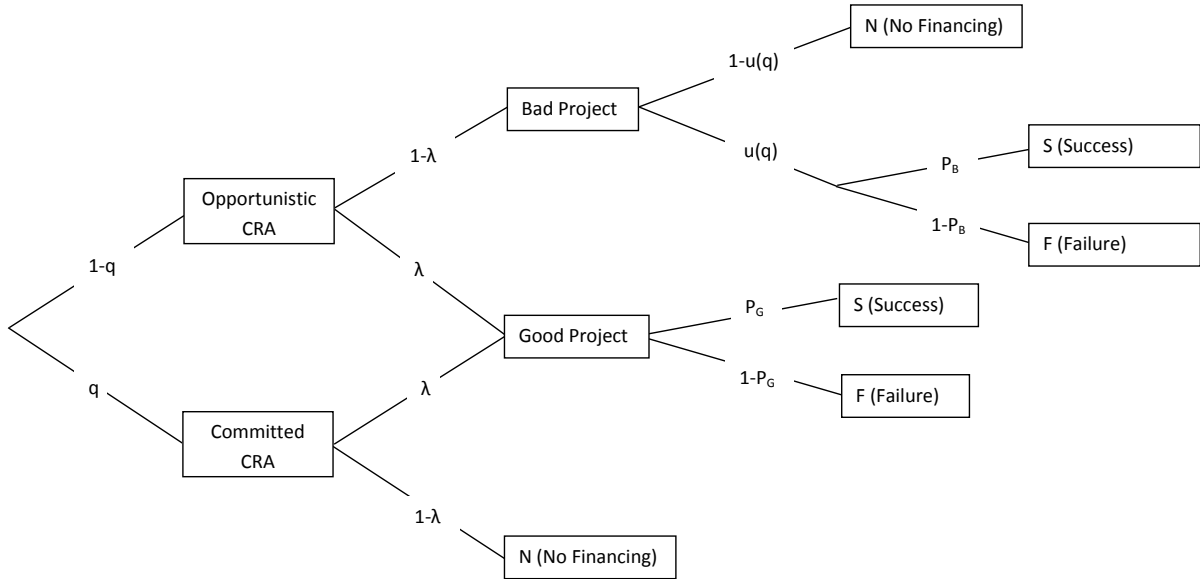 N (No Financing)
1-u(q)
Bad Project
u(q)
S (Success)
P_B
1-λ
1-P_B
F (Failure)
Opportunistic
CRA
1-q
λ
P_G
S (Success)
Good Project
1-P_G
F (Failure)
q
λ
Committed
CRA
1-λ
N (No Financing)